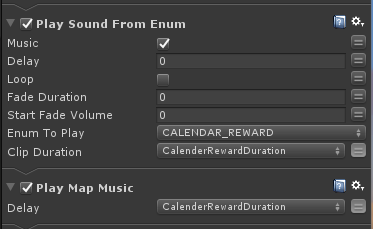 Play Sound From Enum
Music
Delay 0
Loop
Fade Duration 0
Start Fade Volume 0
Enum To Play CALENDAR_REWARD
Clip Duration CalenderRewardDuration
Play Map Music
Delay CalenderRewardDuration